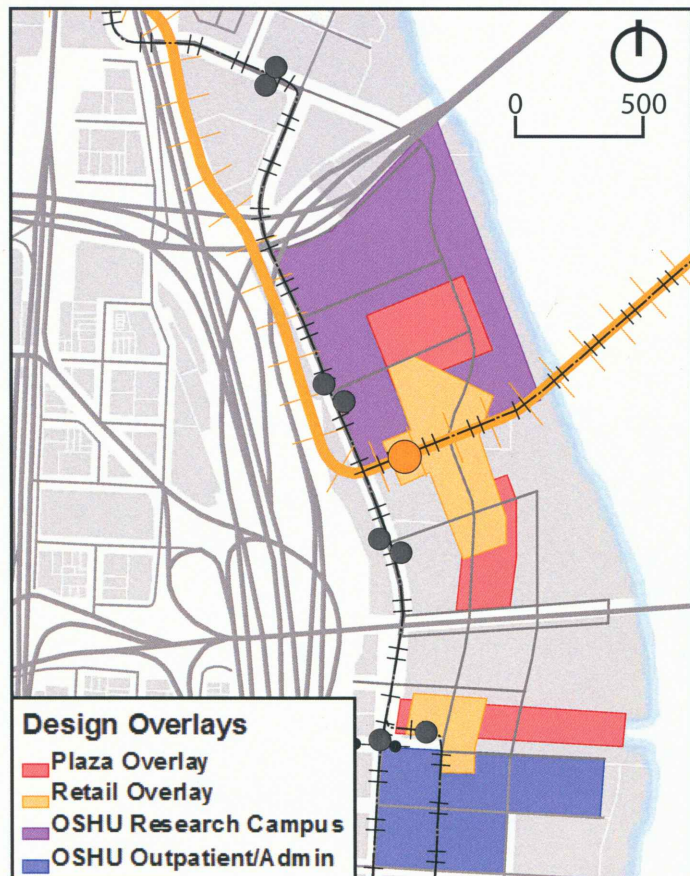 0 500
Design Overlays
Plaza Overlay
Retail Overlay
OSHU Research Campus
OSHU Outpatient/Admin